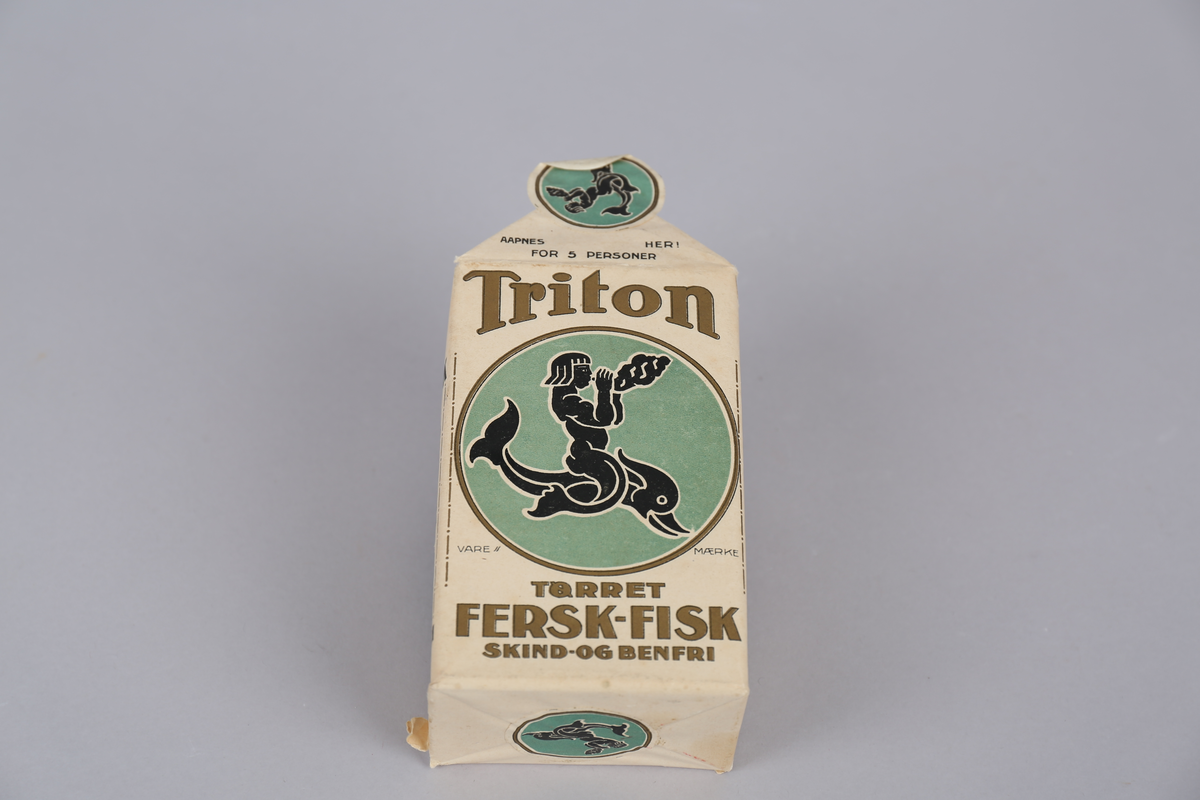 AAPNES HER!
FOR 5 PERSONER
Triton
VARE// MÆRKE
TØRRET
FERSK-FISK
SKIND-OG BENFRI